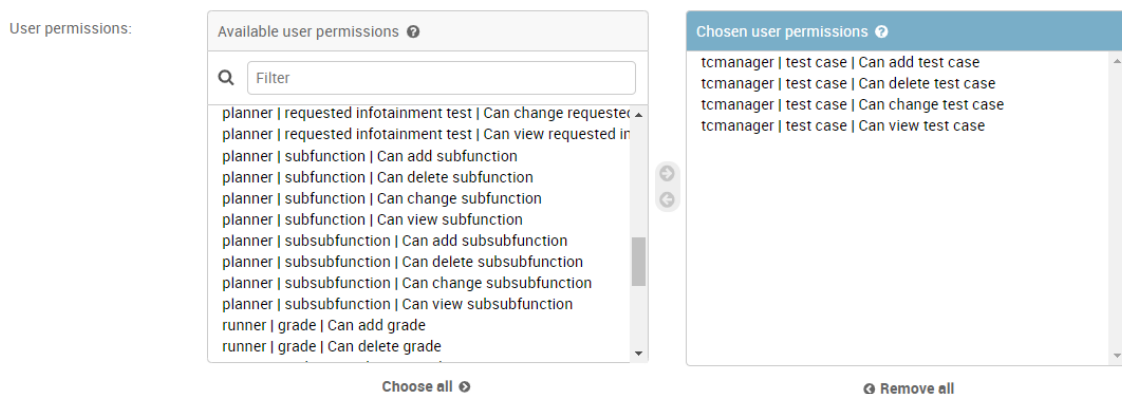 User permissions:
Available user permissions
Filter
planner | requested infotainment test | Can change requested
planner | requested infotainment test | Can view requested in
planner | subfunction | Can add subfunction
planner | subfunction | Can delete subfunction
planner | subfunction | Can change subfunction
planner | subfunction | Can view subfunction
planner | subsubfunction | Can add subsubfunction
planner | subsubfunction | Can delete subsubfunction
planner | subsubfunction | Can change subsubfunction
planner | subsubfunction | Can view subsubfunction
runner | grade | Can add grade
runner | grade | Can delete grade
Choose all
Chosen user permissions
tcmanager | test case | Can add test case
tcmanager | test case | Can delete test case
tcmanager | test case | Can change test case
tcmanager | test case | Can view test case
Remove all